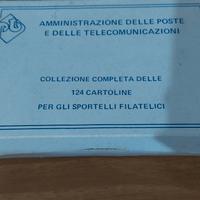 AMMINISTRAZIONE DELLE POSTE
E DELLE TELECOMUNICAZIONI
COLLEZIONE COMPLETA DELLE
124 CARTOLINE
PER GLI SPORTELLI FILATELICI